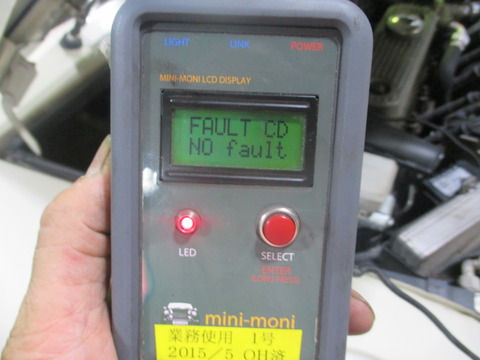 LIGHT LINK POWER
MINI-MONI LCD DISPLAY
FAULT CD
NO fault
LED SELECT
ENTER
mini-moni
業務使用 1号
2015/5 OH済